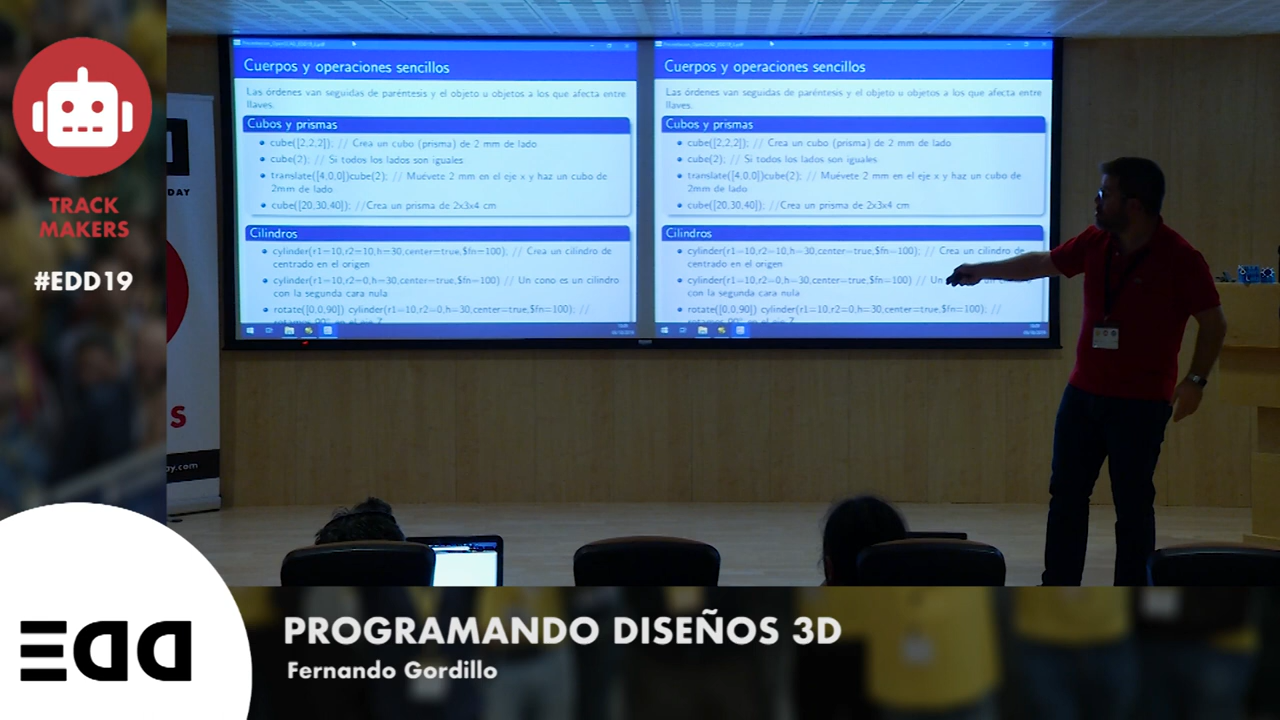 TRACK
MAKERS
#EDD19
DAY
S
ay.com
Cuerpos y operaciones sencillos
Las órdenes van seguidas de paréntesis y el objeto u objetos a los que afecta entre
llaves.
Cubos y prismas
cube([2,2,2]); // Crea un cubo (prisma) de 2 mm de lado
cube(2); // Si todos los lados son iguales
translate([4,0,0])cube(2); // Muévete 2 mm en el eje x y haz un cubo de
2mm de lado
cube([20,30,40]); //Crea un prisma de 2x3x4 cm
Cilindros
cylinder(r1=10,r2=10,h=30,center=true,$fn=100); // Crea un cilindro de
centrado en el origen
cylinder(r1=10,r2=0,h=30,center=true,$fn=100) // Un cono es un cilindro
con la segunda cara nula
rotate([0,0,90]) cylinder(r1=10,r2=0,h=30,center=true,$fn=100); //
Cuerpos y operaciones sencillos
Las órdenes van seguidas de paréntesis y el objeto u objetos a los que afecta entre
llaves.
Cubos y prismas
cube([2,2,2]); // Crea un cubo (prisma) de 2 mm de lado
cube(2); // Si todos los lados son iguales
translate([4,0,0])cube(2); // Muévete 2 mm en el eje x y haz un cubo de
2mm de lado
cube([20,30,40]); //Crea un prisma de 2x3x4 cm
Cilindros
cylinder(r1=10,r2=10,h=30,center=true,$fn=100); // Crea un cilindro de
centrado en el origen
cylinder(r1=10,r2=0,h=30,center=true,$fn=100) // Un
con la segunda cara nula
rotate([0,0,90]) cylinder(r1=10,r2=0,h=30,center=true,$fn=100); //
EDD
PROGRAMANDO DISEÑOS 3D
Fernando Gordillo